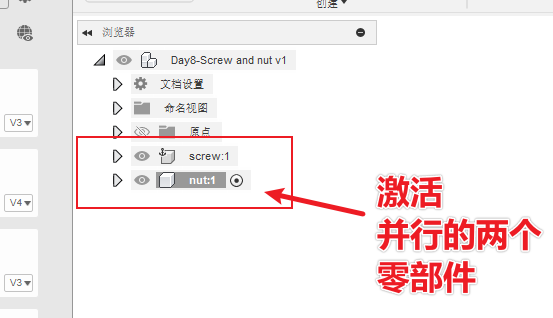 创建
浏览器
Day8-Screw and nut v1
文档设置
命名视图
原点
screw:1
nut:1
V3
V4
V3
激活
并行的两个
零部件